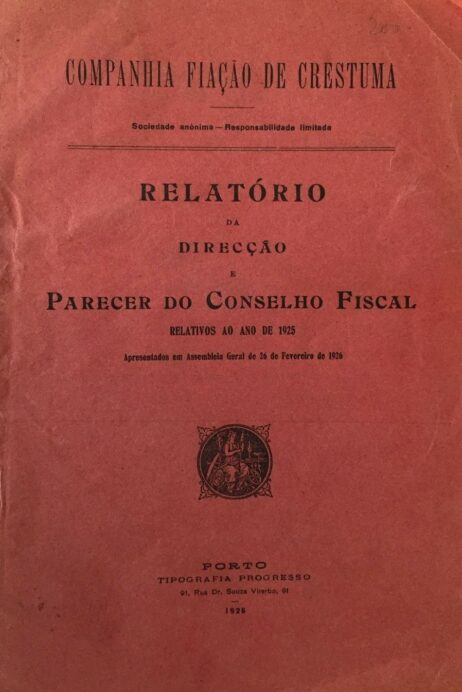 COMPANHIA FIAÇÃO DE CRESTUMA
Sociedade anònima — Responsabilidade limitada
RELATÓRIO
DA
DIRECÇÃO
E
PARECER DO CONSELHO FISCAL
RELATIVOS AO ANO DE 1925
Apresentados em Assembleia Geral de 26 de Fevereiro de 1926
PORTO
TIPOGRAFIA PROGRESSO
91, Rua Dr. Souza Viterbo, 91
1926